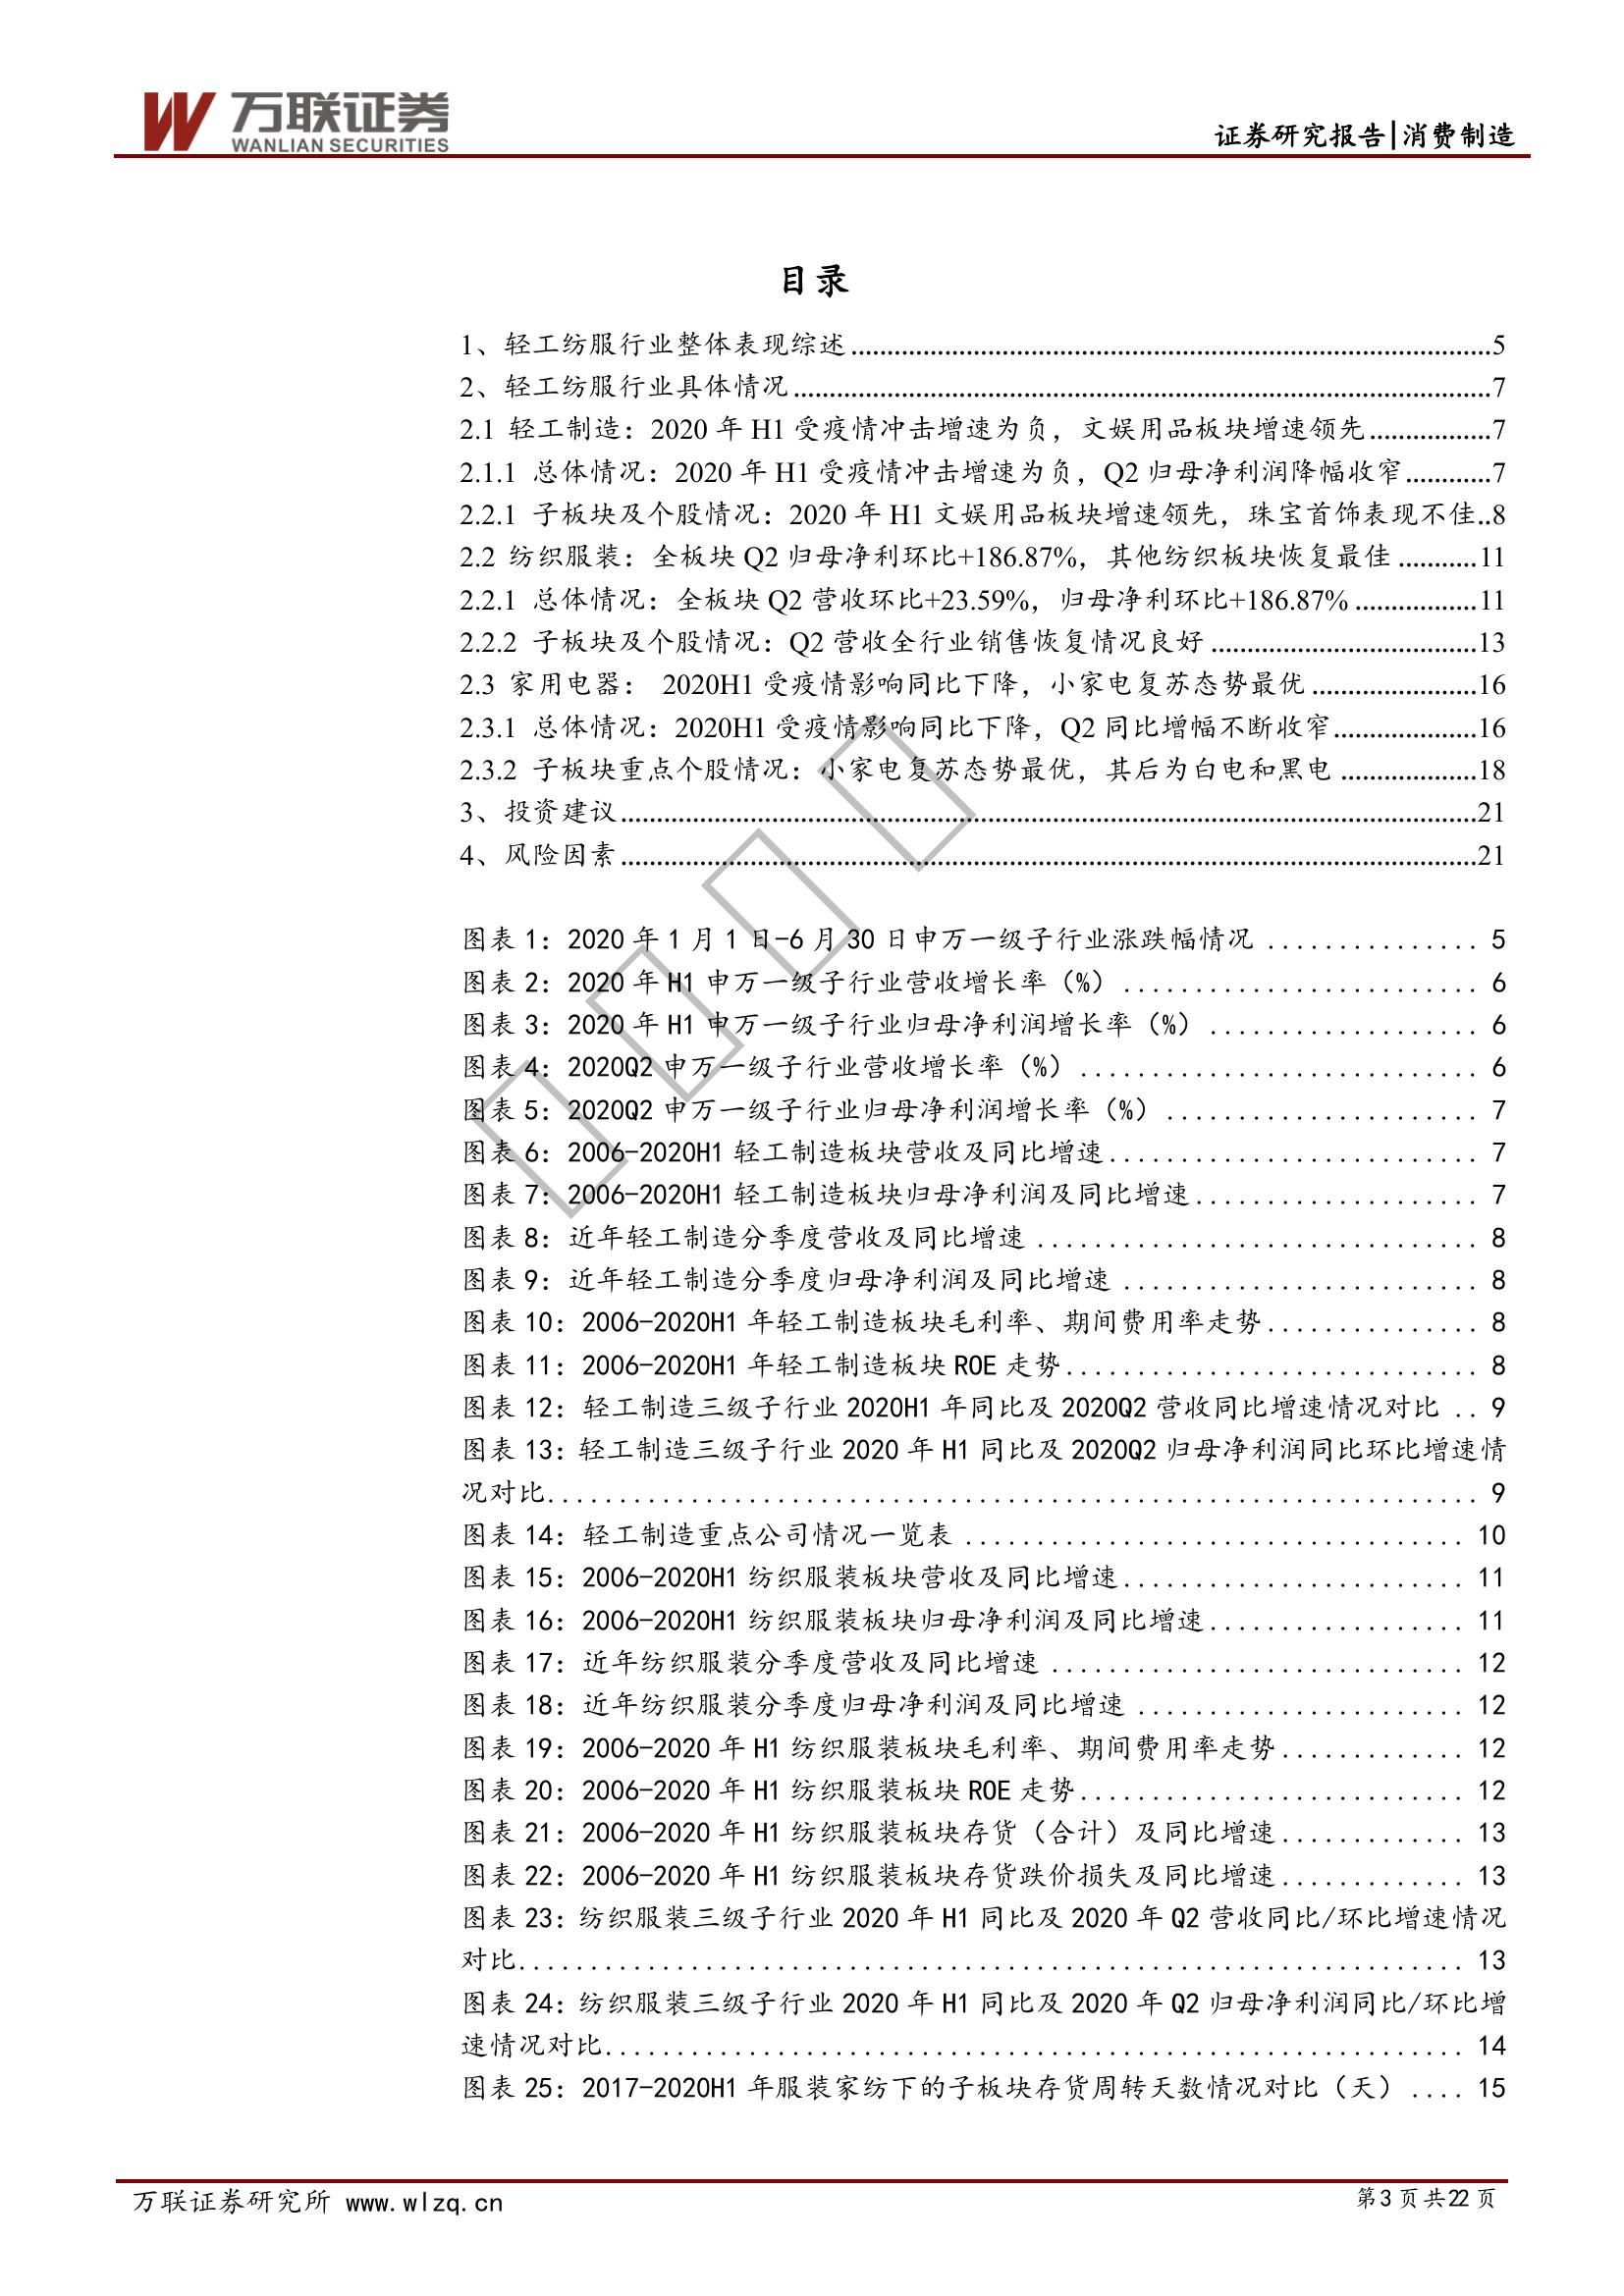 万联证券
WANLIAN SECURITIES
证券研究报告|消费制造
目录
1、轻工纺服行业整体表现综述........................................................................................5
2、轻工纺服行业具体情况................................................................................................7
2.1 轻工制造：2020 年 H1 受疫情冲击增速为负，文娱用品板块增速领先.................7
2.1.1 总体情况：2020 年 H1 受疫情冲击增速为负，Q2 归母净利润降幅收窄............7
2.2.1 子板块及个股情况：2020 年 H1 文娱用品板块增速领先，珠宝首饰表现不佳..8
2.2 纺织服装：全板块 Q2 归母净利环比+186.87%，其他纺织板块恢复最佳 ...........11
2.2.1 总体情况：全板块 Q2 营收环比+23.59%，归母净利环比+186.87% .................11
2.2.2 子板块及个股情况：Q2 营收全行业销售恢复情况良好 .....................................13
2.3 家用电器： 2020H1 受疫情影响同比下降，小家电复苏态势最优 .......................16
2.3.1 总体情况：2020H1 受疫情影响同比下降，Q2 同比增幅不断收窄....................16
2.3.2 子板块重点个股情况：小家电复苏态势最优，其后为白电和黑电 ...................18
3、投资建议......................................................................................................................21
4、风险因素......................................................................................................................21
图表 1：2020 年 1 月 1 日-6 月 30 日申万一级子行业涨跌幅情况 ............... 5
图表 2：2020 年 H1 申万一级子行业营收增长率（%） ......................... 6
图表 3：2020 年 H1 申万一级子行业归母净利润增长率（%） ................... 6
图表 4：2020Q2 申万一级子行业营收增长率（%） ............................ 6
图表 5：2020Q2 申万一级子行业归母净利润增长率（%） ...................... 7
图表 6：2006-2020H1 轻工制造板块营收及同比增速.......................... 7
图表 7：2006-2020H1 轻工制造板块归母净利润及同比增速.................... 7
图表 8：近年轻工制造分季度营收及同比增速 ............................... 8
图表 9：近年轻工制造分季度归母净利润及同比增速 ......................... 8
图表 10：2006-2020H1 年轻工制造板块毛利率、期间费用率走势............... 8
图表 11：2006-2020H1 年轻工制造板块 ROE 走势............................. 8
图表 12：轻工制造三级子行业 2020H1 年同比及 2020Q2 营收同比增速情况对比 .. 9
图表 13：轻工制造三级子行业 2020 年 H1 同比及 2020Q2 归母净利润同比环比增速情
况对比................................................................. 9
图表 14：轻工制造重点公司情况一览表 ................................... 10
图表 15：2006-2020H1 纺织服装板块营收及同比增速........................ 11
图表 16：2006-2020H1 纺织服装板块归母净利润及同比增速.................. 11
图表 17：近年纺织服装分季度营收及同比增速 ............................. 12
图表 18：近年纺织服装分季度归母净利润及同比增速 ....................... 12
图表 19：2006-2020 年 H1 纺织服装板块毛利率、期间费用率走势............. 12
图表 20：2006-2020 年 H1 纺织服装板块 ROE 走势........................... 12
图表 21：2006-2020 年 H1 纺织服装板块存货（合计）及同比增速............. 13
图表 22：2006-2020 年 H1 纺织服装板块存货跌价损失及同比增速............. 13
图表 23：纺织服装三级子行业 2020 年 H1 同比及 2020 年 Q2 营收同比/环比增速情况
对比.................................................................. 13
图表 24：纺织服装三级子行业 2020 年 H1 同比及 2020 年 Q2 归母净利润同比/环比增
速情况对比............................................................ 14
图表 25：2017-2020H1 年服装家纺下的子板块存货周转天数情况对比（天） .... 15
万联证券研究所 www.wlzq.cn
第 3 页 共 22 页